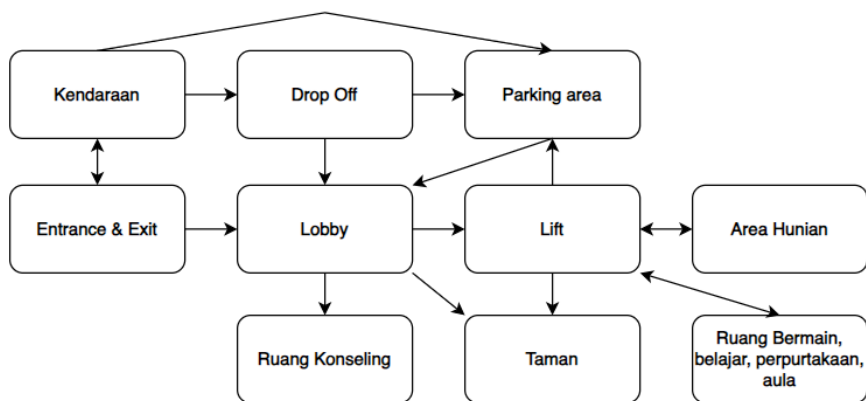 Kendaraan
Drop Off
Parking area
Entrance & Exit
Lobby
Lift
Area Hunian
Ruang Konseling
Taman
Ruang Bermain,
belajar, perpurtakaan,
aula